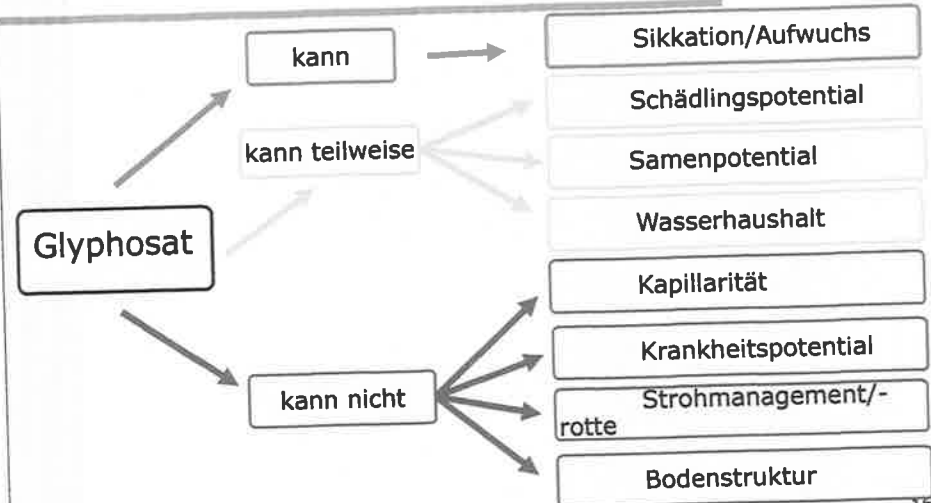 kann
Sikkation/Aufwuchs
Schädlingspotential
kann teilweise
Samenpotential
Wasserhaushalt
Glyphosat
Kapillarität
Krankheitspotential
kann nicht
Strohmanagement/-
rotte
Bodenstruktur